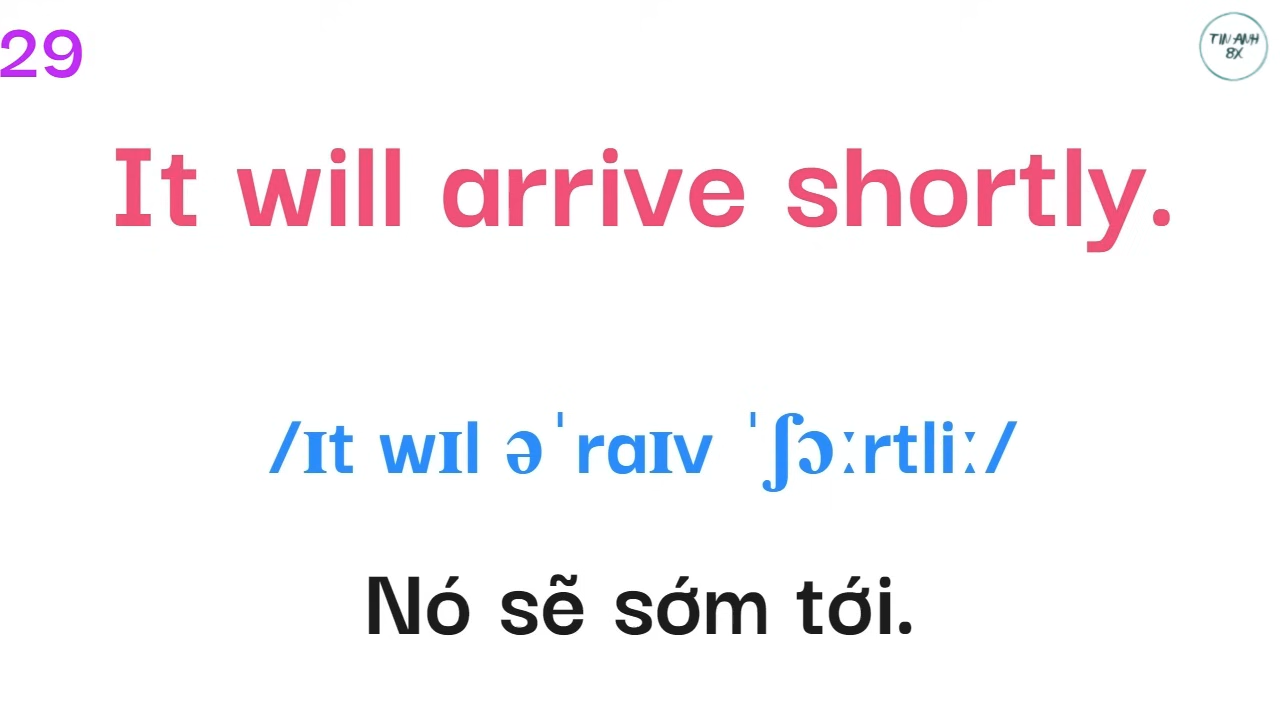 29
TIN ANH
8X
It will arrive shortly.
/ɪt wɪl əˈraɪv ˈʃɔːrtliː/
Nó sẽ sớm tới.